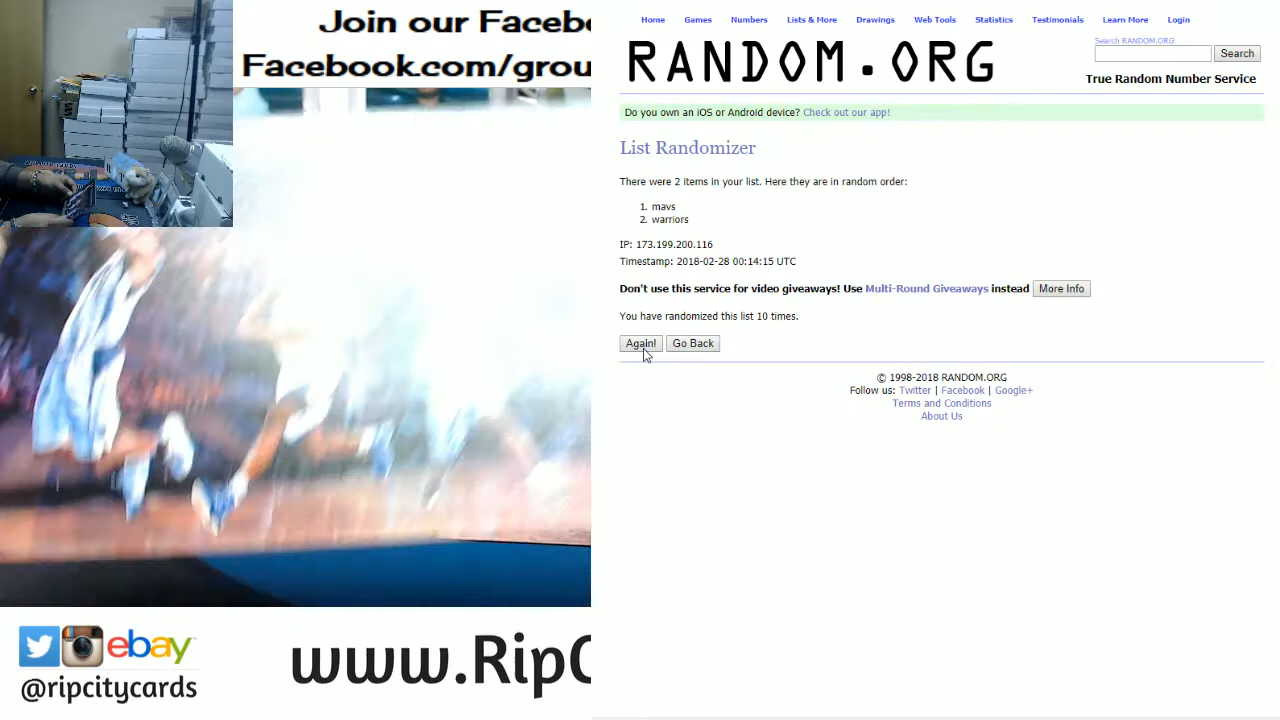 Join our Facebo
Facebook.com/grou
@ripcitycards
ebay
www.RipC
Home Games Numbers Lists & More Drawings Web Tools Statistics Testimonials Learn More Login
RANDOM.ORG
Search RANDOM.ORG
Search
True Random Number Service
Do you own an iOS or Android device? Check out our app!
List Randomizer
There were 2 items in your list. Here they are in random order:
1. mavs
2. warriors
IP: 173.199.200.116
Timestamp: 2018-02-28 00:14:15 UTC
Don't use this service for video giveaways! Use Multi-Round Giveaways instead More Info
You have randomized this list 10 times.
Again! Go Back
© 1998-2018 RANDOM.ORG
Follow us: Twitter | Facebook | Google+
Terms and Conditions
About Us